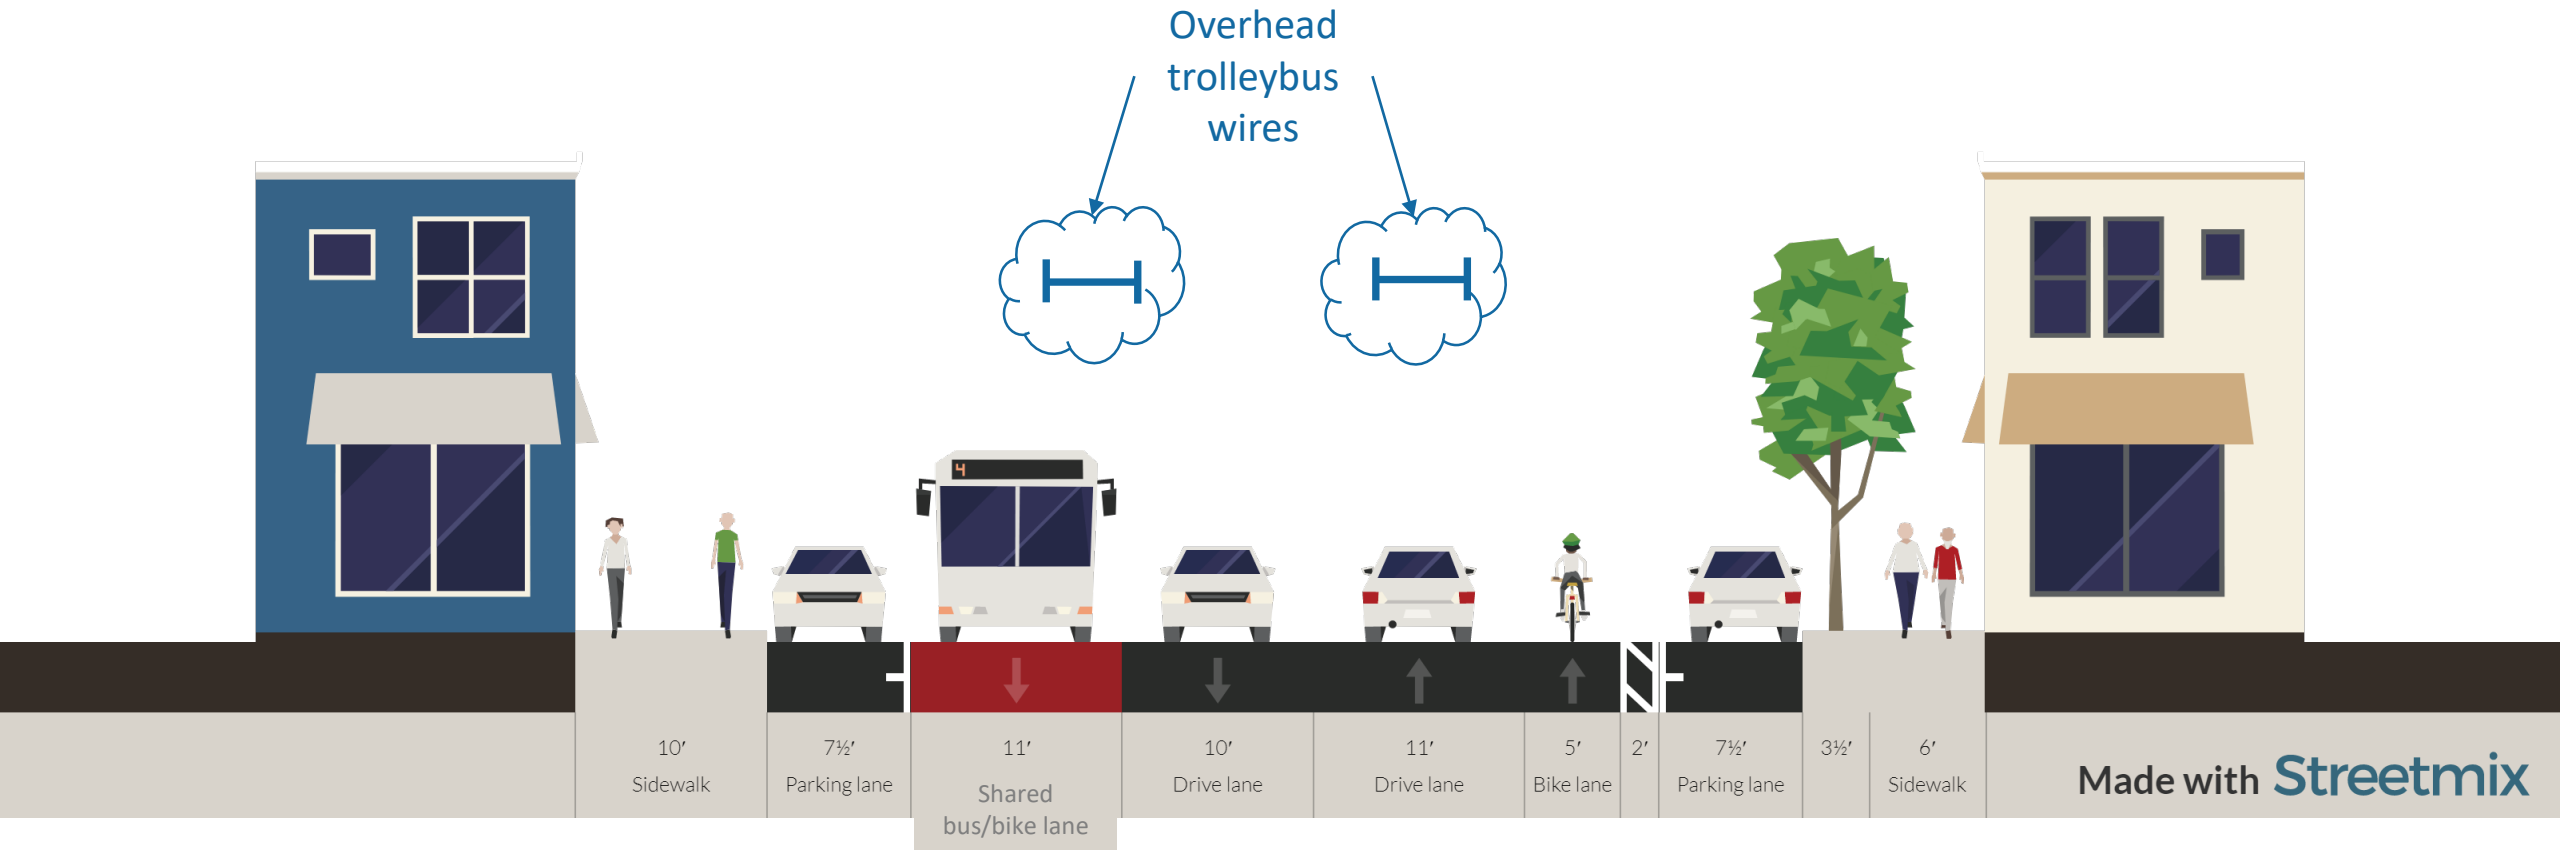 Overhead
trolleybus
wires
4
10′ 7½′ 11′ 10′ 11′ 5′ 2′ 7½′ 3½′ 6′
Sidewalk Parking lane Shared bus/bike lane Drive lane Drive lane Bike lane Parking lane Sidewalk
Made with Streetmix